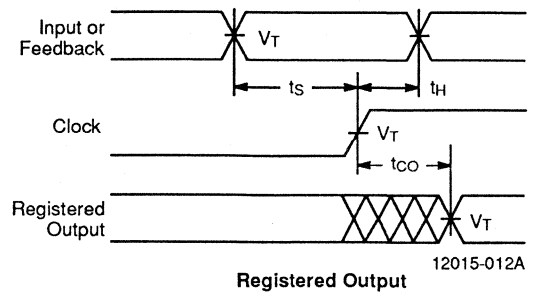 Input or
Feedback
VT
tS
tH
Clock
VT
tCO
Registered
Output
VT
12015-012A
Registered Output